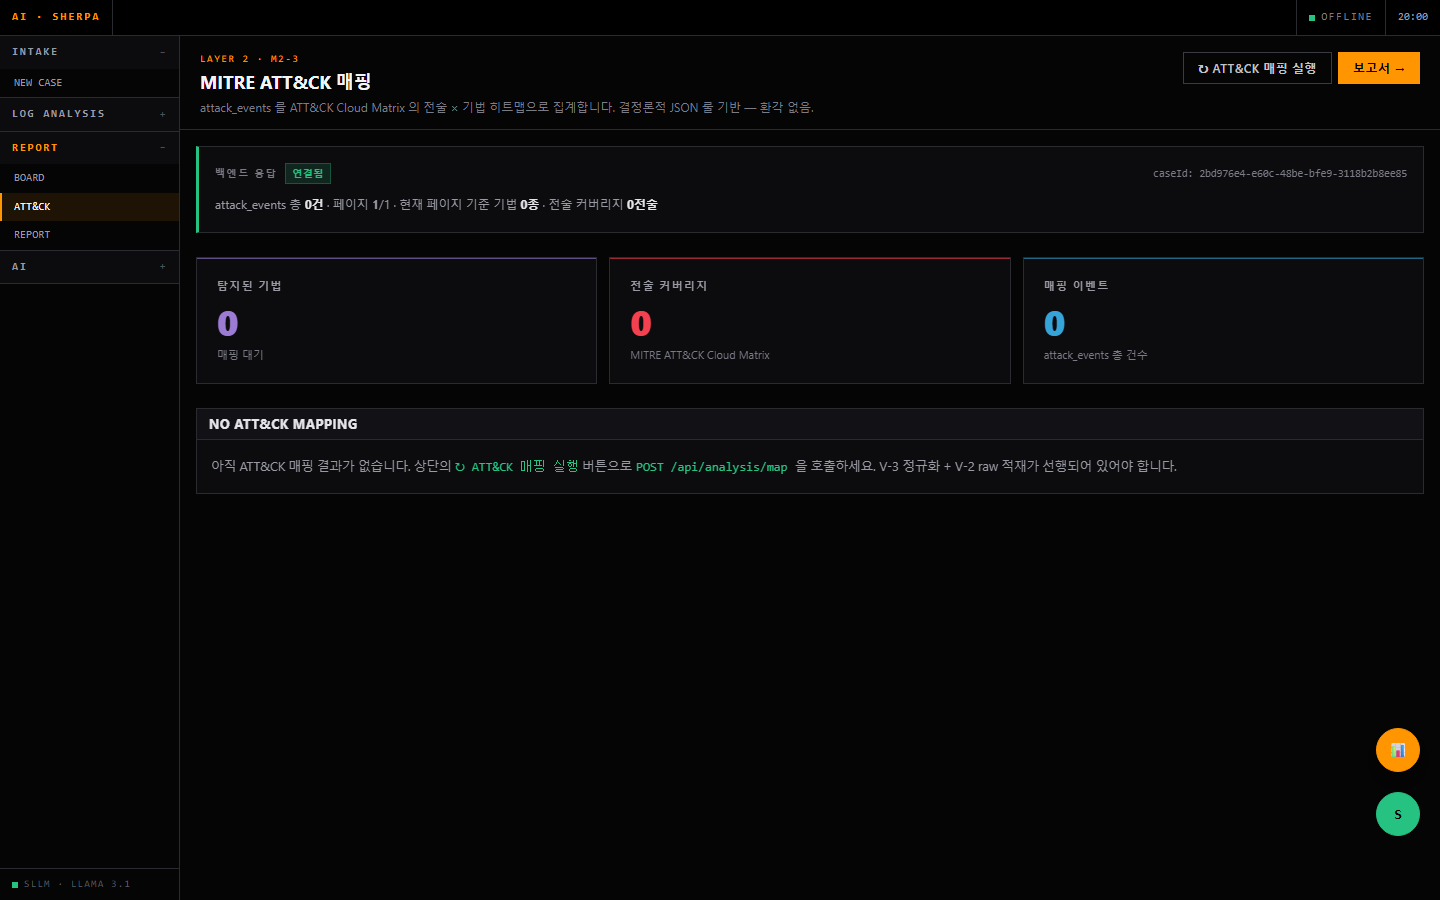 AI · SHERPA
OFFLINE
20:00
INTAKE −
NEW CASE
LOG ANALYSIS +
REPORT −
BOARD
ATT&CK
REPORT
AI +
LAYER 2 · M2-3
MITRE ATT&CK 매핑
attack_events 를 ATT&CK Cloud Matrix 의 전술 × 기법 히트맵으로 집계합니다. 결정론적 JSON 룰 기반 — 환각 없음.
↻ ATT&CK 매핑 실행
보고서 →
백엔드 응답 연결됨
caseId: 2bd976e4-e60c-48be-bfe9-3118b2b8ee85
attack_events 총 0건 · 페이지 1/1 · 현재 페이지 기준 기법 0종 · 전술 커버리지 0전술
탐지된 기법
0
매핑 대기
전술 커버리지
0
MITRE ATT&CK Cloud Matrix
매핑 이벤트
0
attack_events 총 건수
NO ATT&CK MAPPING
아직 ATT&CK 매핑 결과가 없습니다. 상단의 ↻ ATT&CK 매핑 실행 버튼으로 POST /api/analysis/map 을 호출하세요. V-3 정규화 + V-2 raw 적재가 선행되어 있어야 합니다.
S
SLLM · LLAMA 3.1